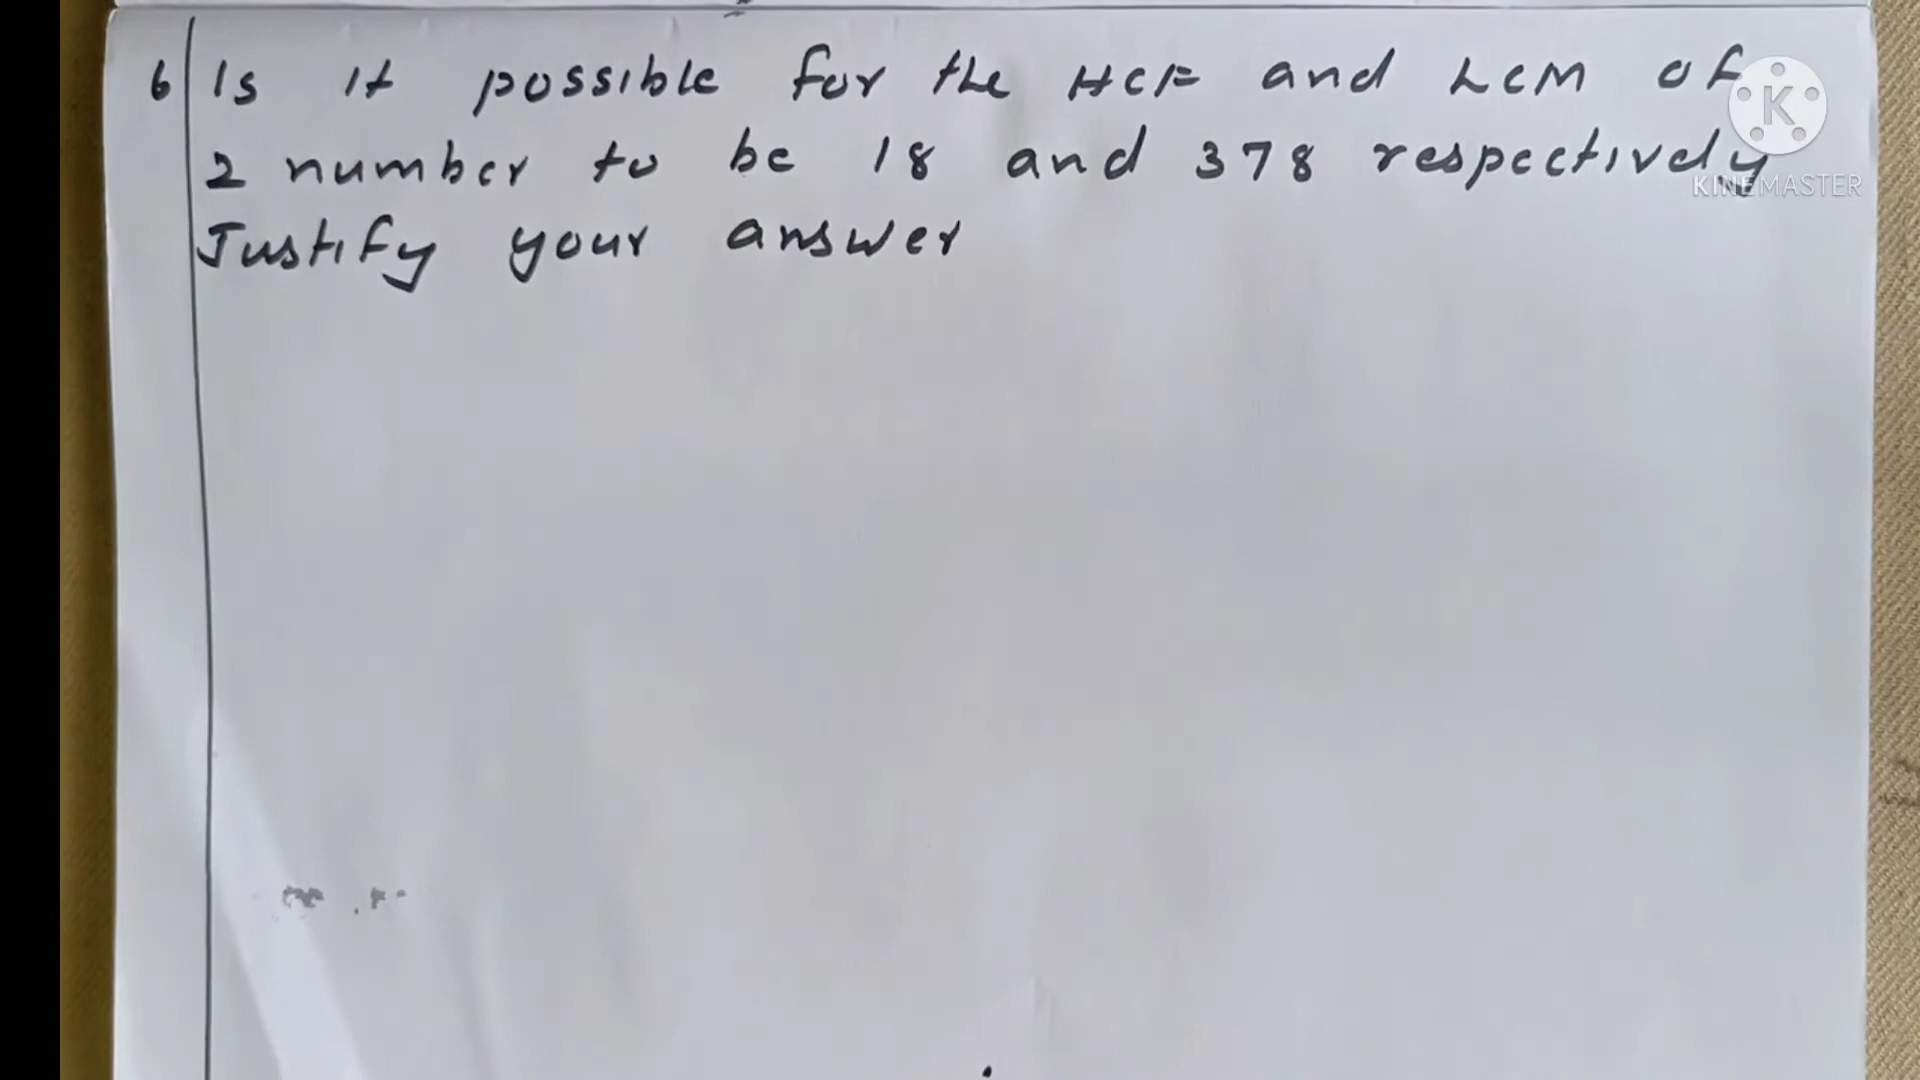 6 Is it possible for the HCF and LCM of
2 number to be 18 and 378 respectively
Justify your answer
K
KINEMASTER